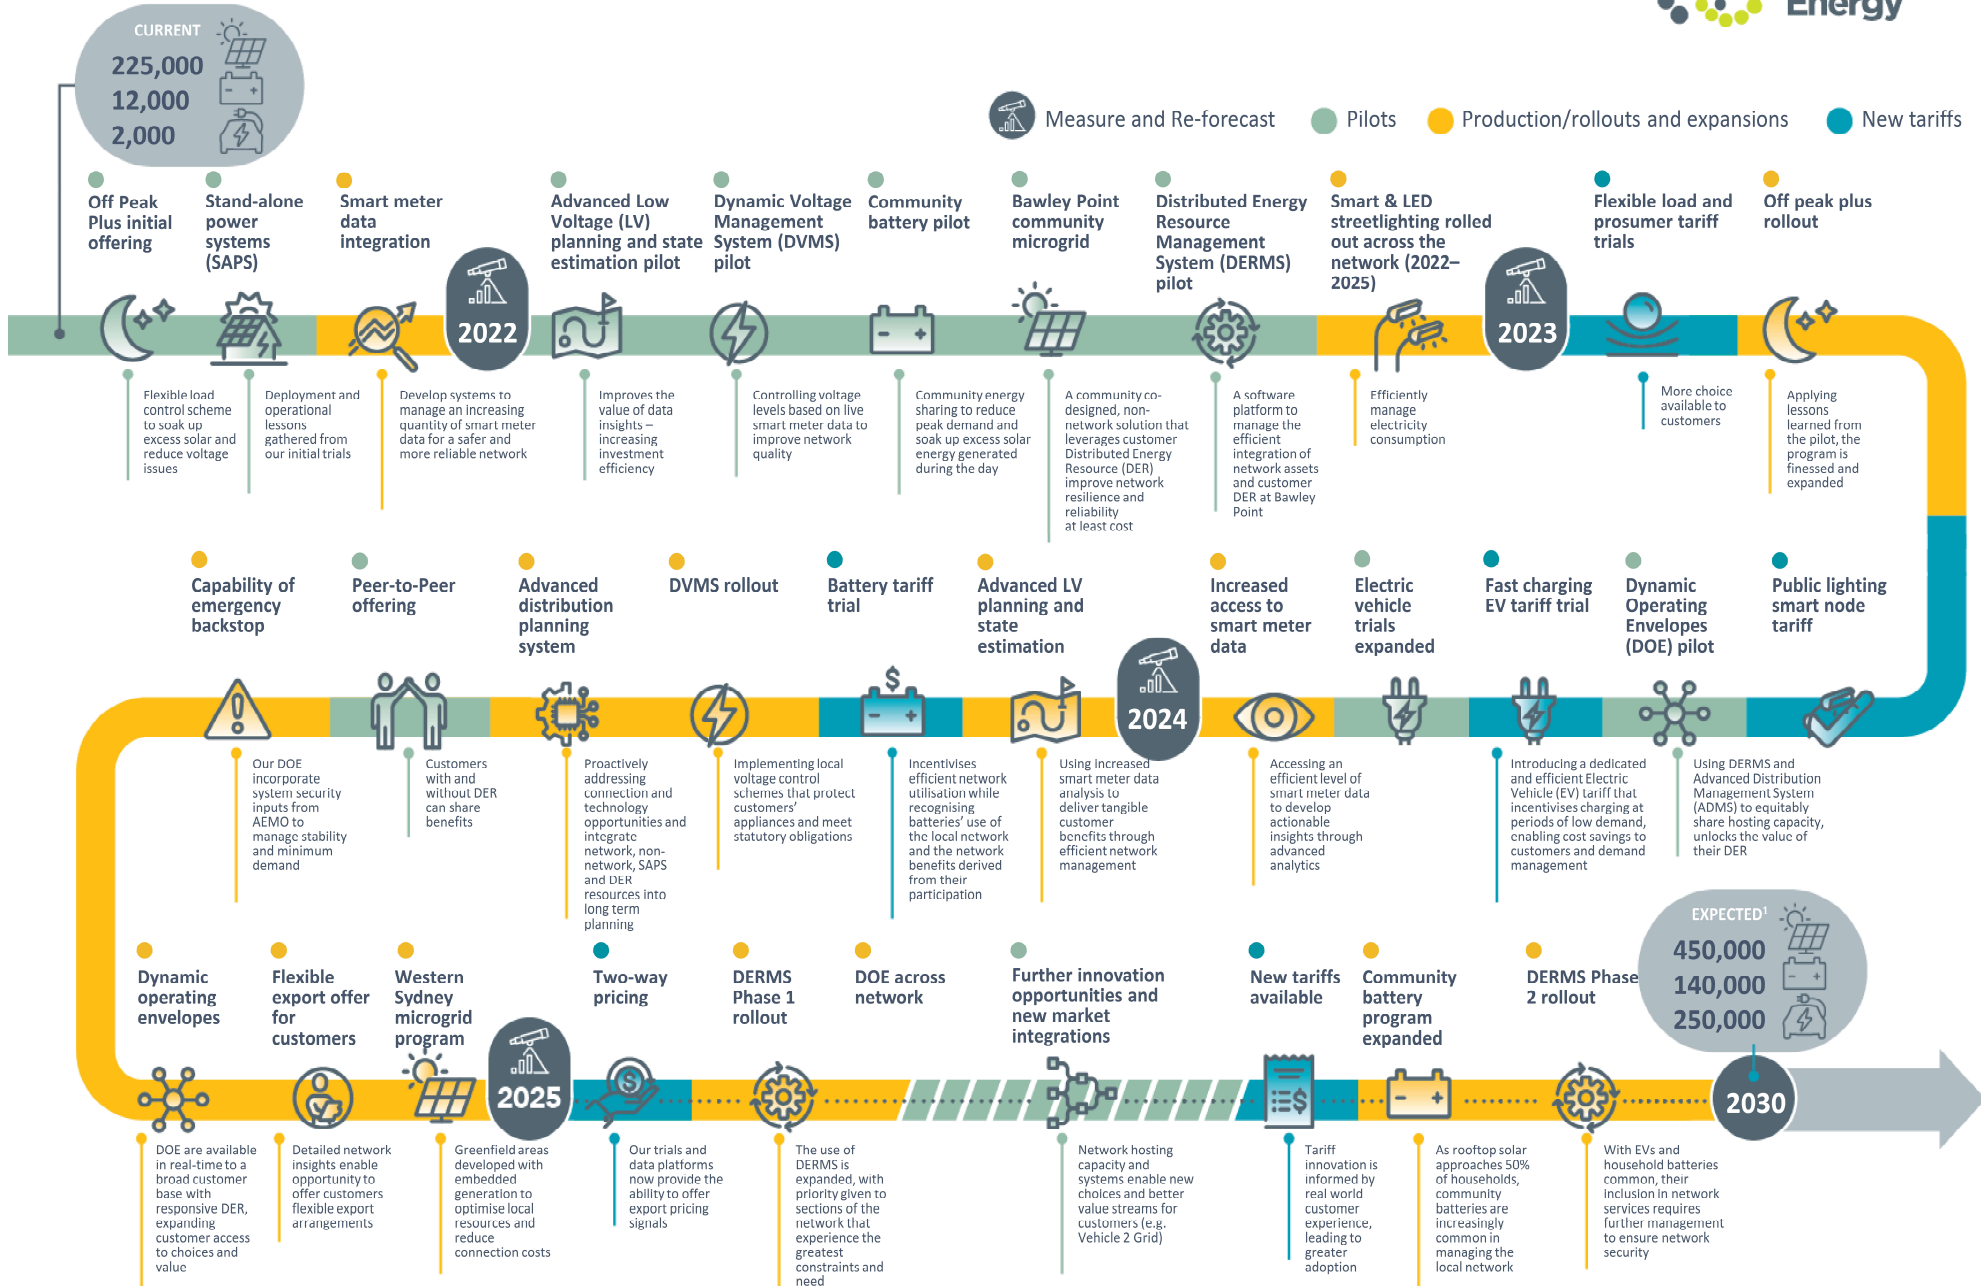 Energy
CURRENT
225,000
12,000
2,000
Measure and Re-forecast
Pilots
Production/rollouts and expansions
New tariffs
Off Peak
Plus initial
offering
Stand-alone
power
systems
(SAPS)
Smart meter
data
integration
2022
Advanced Low
Voltage (LV)
planning and state
estimation pilot
Dynamic Voltage
Management
System (DVMS)
pilot
Community
battery pilot
Bawley Point
community
microgrid
Distributed Energy
Resource
Management
System (DERMS)
pilot
Smart & LED
streetlighting rolled
out across the
network (2022–
2025)
2023
Flexible load and
prosumer tariff
trials
Off peak plus
rollout
Flexible load
control scheme
to soak up
excess solar and
reduce voltage
issues
Deployment and
operational
lessons
gathered from
our initial trials
Develop systems to
manage an increasing
quantity of smart meter
data for a safer and
more reliable network
Improves the
value of data
insights –
increasing
investment
efficiency
Controlling voltage
levels based on live
smart meter data to
improve network
quality
Community energy
sharing to reduce
peak demand and
soak up excess solar
energy generated
during the day
A community co-
designed, non-
network solution that
leverages customer
Distributed Energy
Resource (DER)
improve network
resilience and
reliability
at least cost
A software
platform to
manage the
efficient
integration of
network assets
and customer
DER at Bawley
Point
Efficiently
manage
electricity
consumption
More choice
available to
customers
Applying
lessons
learned from
the pilot, the
program is
finessed and
expanded
Capability of
emergency
backstop
Peer-to-Peer
offering
Advanced
distribution
planning
system
DVMS rollout
Battery tariff
trial
Advanced LV
planning and
state
estimation
2024
Increased
access to
smart meter
data
Electric
vehicle
trials
expanded
Fast charging
EV tariff trial
Dynamic
Operating
Envelopes
(DOE) pilot
Public lighting
smart node
tariff
Our DOE
incorporate
system security
inputs from
AEMO to
manage stability
and minimum
demand
Customers
with and
without DER
can share
benefits
Proactively
addressing
connection and
technology
opportunities and
integrate
network, non-
network, SAPS
and DER
resources into
long term
planning
Implementing local
voltage control
schemes that protect
customers'
appliances and meet
statutory obligations
Incentivises
efficient network
utilisation while
recognising
batteries' use of
the local network
and the network
benefits derived
from their
participation
Using increased
smart meter data
analysis to
deliver tangible
customer
benefits through
efficient network
management
Accessing an
efficient level of
smart meter data
to develop
actionable
insights through
advanced
analytics
Introducing a dedicated
and efficient Electric
Vehicle (EV) tariff that
incentivises charging at
periods of low demand,
enabling cost savings to
customers and demand
management
Using DERMS and
Advanced Distribution
Management System
(ADMS) to equitably
share hosting capacity,
unlocks the value of
their DER
EXPECTED¹
450,000
140,000
250,000
Dynamic
operating
envelopes
Flexible
export offer
for
customers
Western
Sydney
microgrid
program
2025
Two-way
pricing
DERMS
Phase 1
rollout
DOE across
network
Further innovation
opportunities and
new market
integrations
New tariffs
available
Community
battery
program
expanded
DERMS Phase
2 rollout
2030
DOE are available
in real-time to a
broad customer
base with
responsive DER,
expanding
customer access
to choices and
value
Detailed network
insights enable
opportunity to
offer customers
flexible export
arrangements
Greenfield areas
developed with
embedded
generation to
optimise local
resources and
reduce
connection costs
Our trials and
data platforms
now provide the
ability to offer
export pricing
signals
The use of
DERMS is
expanded, with
priority given to
sections of the
network that
experience the
greatest
constraints and
need
Network hosting
capacity and
systems enable new
choices and better
value streams for
customers (e.g.
Vehicle 2 Grid)
Tariff
innovation is
informed by
real world
customer
experience,
leading to
greater
adoption
As rooftop solar
approaches 50%
of households,
community
batteries are
increasingly
common in
managing the
local network
With EVs and
household batteries
common, their
inclusion in network
services requires
further management
to ensure network
security